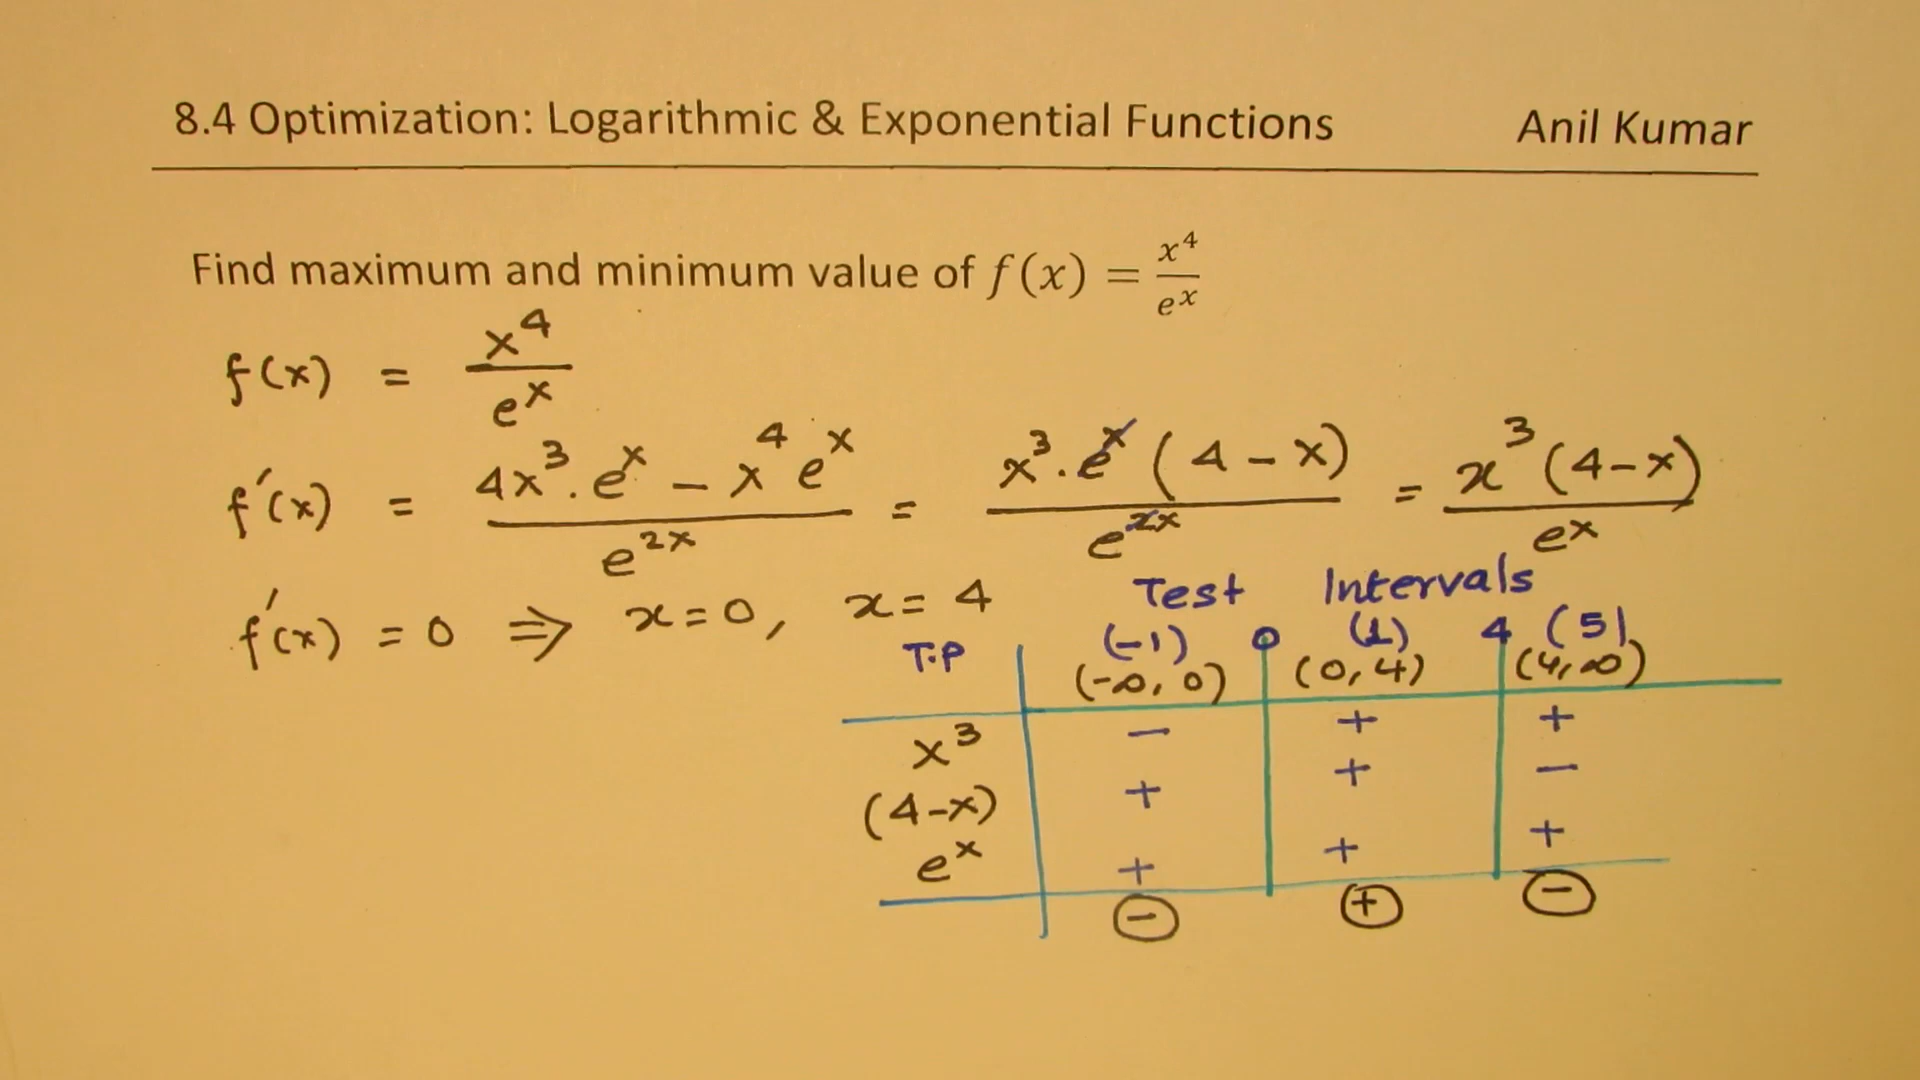 8.4 Optimization: Logarithmic & Exponential Functions Anil Kumar
Find maximum and minimum value of f(x) = x⁴/eˣ
f(x) = x⁴/eˣ
f′(x) = (4x³·eˣ − x⁴eˣ)/e²ˣ = x³·eˣ(4−x)/e²ˣ = x³(4−x)/eˣ
f′(x) = 0 ⇒ x=0, x=4
Test Intervals
T.P (-1) 0 (1) 4 (5)
(-∞, 0) (0, 4) (4, ∞)
x³ − + +
(4−x) + + −
eˣ + + +
− + −